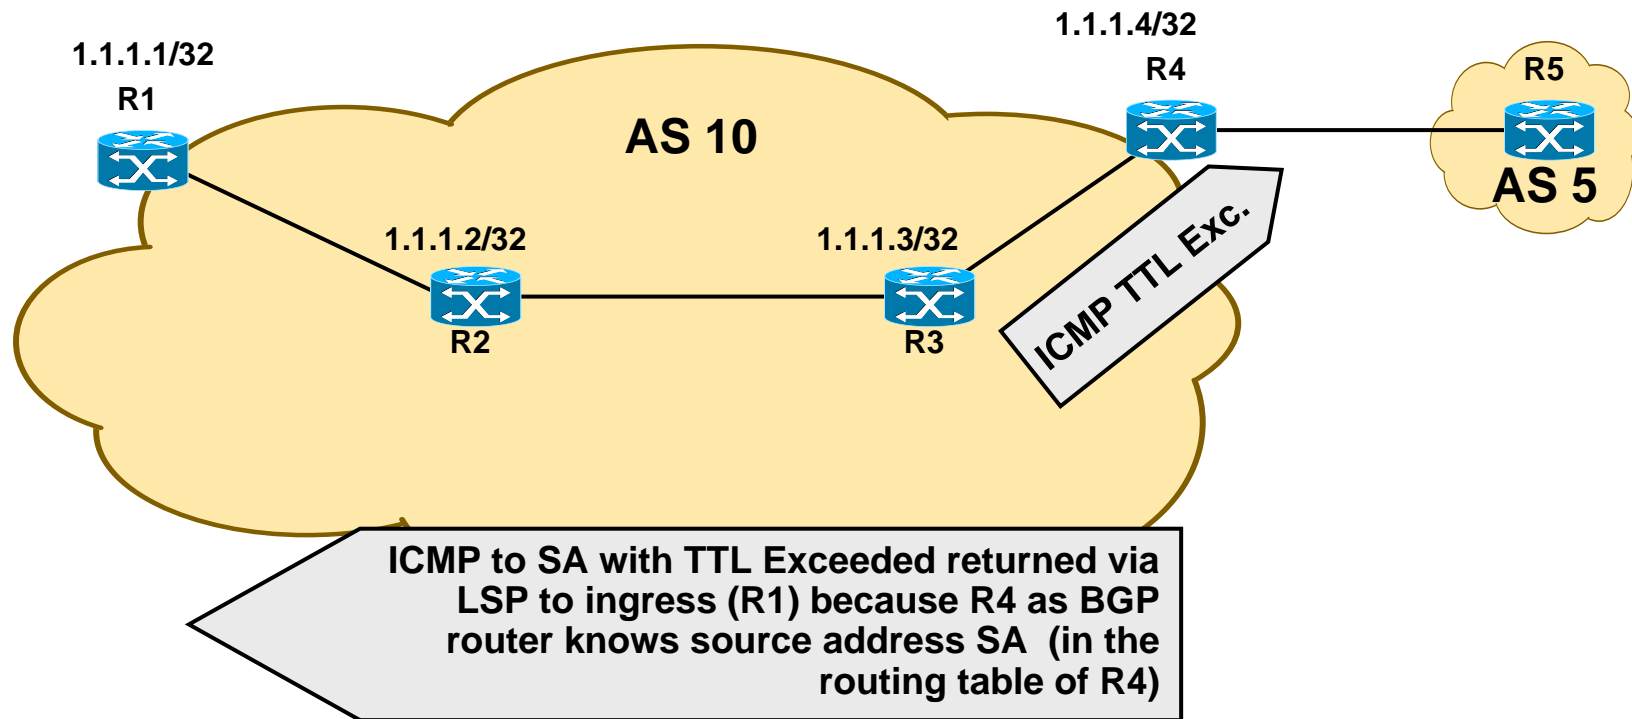 1.1.1.4/32
1.1.1.1/32
R4
R5
R1
AS 10
AS 5
1.1.1.2/32
1.1.1.3/32
ICMP TTL Exc.
R2
R3
ICMP to SA with TTL Exceeded returned via
LSP to ingress (R1) because R4 as BGP
router knows source address SA (in the
routing table of R4)